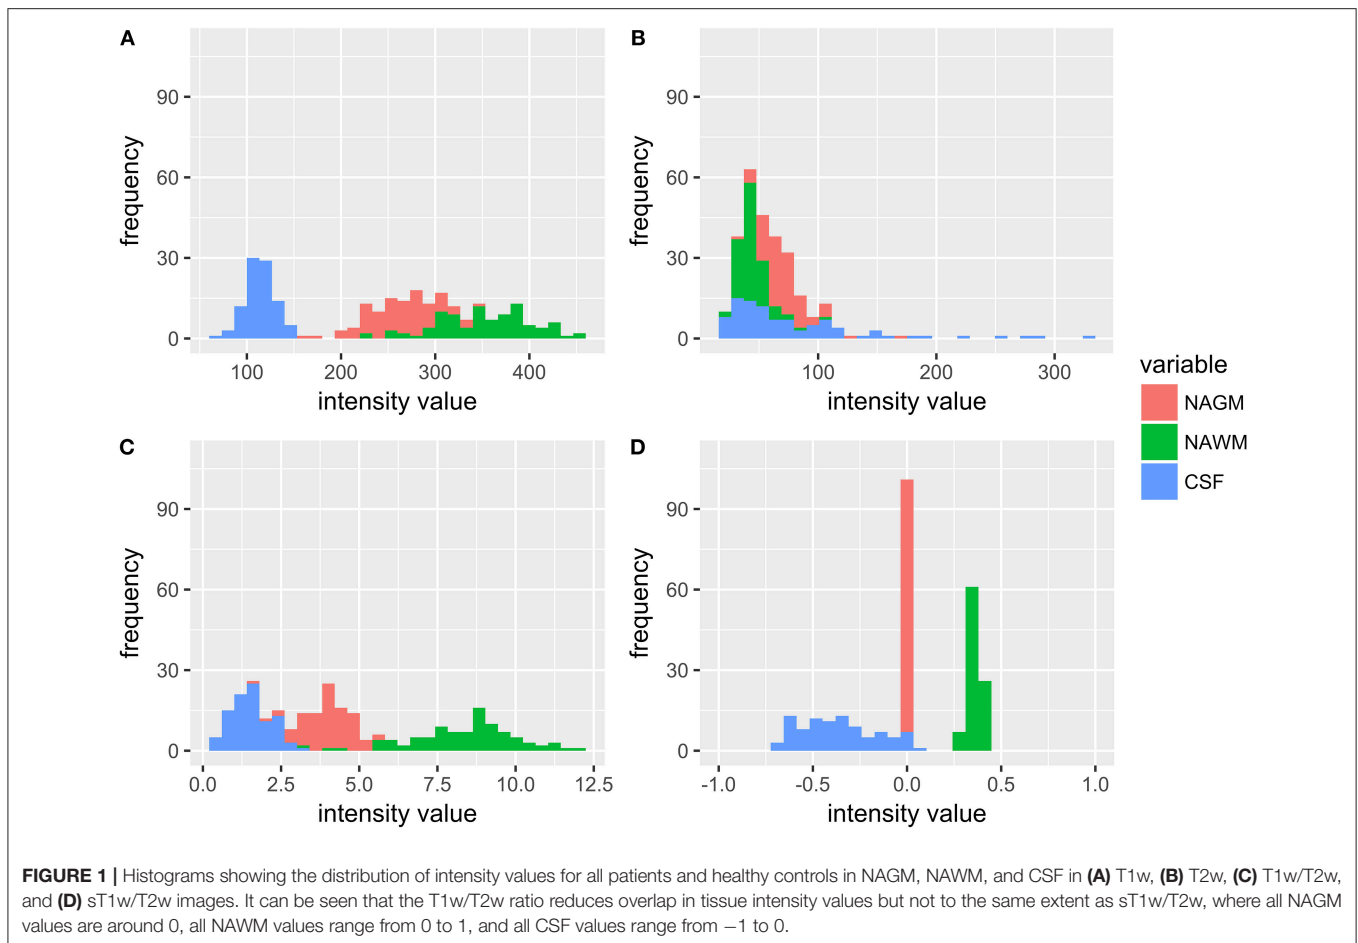 A
90
60
30
0
frequency
100
200
300
400
intensity value
B
90
60
30
0
frequency
100
200
300
intensity value
C
90
60
30
0
frequency
0.0
2.5
5.0
7.5
10.0
12.5
intensity value
D
90
60
30
0
frequency
-1.0
-0.5
0.0
0.5
1.0
intensity value
variable
NAGM
NAWM
CSF
FIGURE 1 | Histograms showing the distribution of intensity values for all patients and healthy controls in NAGM, NAWM, and CSF in (A) T1w, (B) T2w, (C) T1w/T2w,
and (D) sT1w/T2w images. It can be seen that the T1w/T2w ratio reduces overlap in tissue intensity values but not to the same extent as sT1w/T2w, where all NAGM
values are around 0, all NAWM values range from 0 to 1, and all CSF values range from −1 to 0.